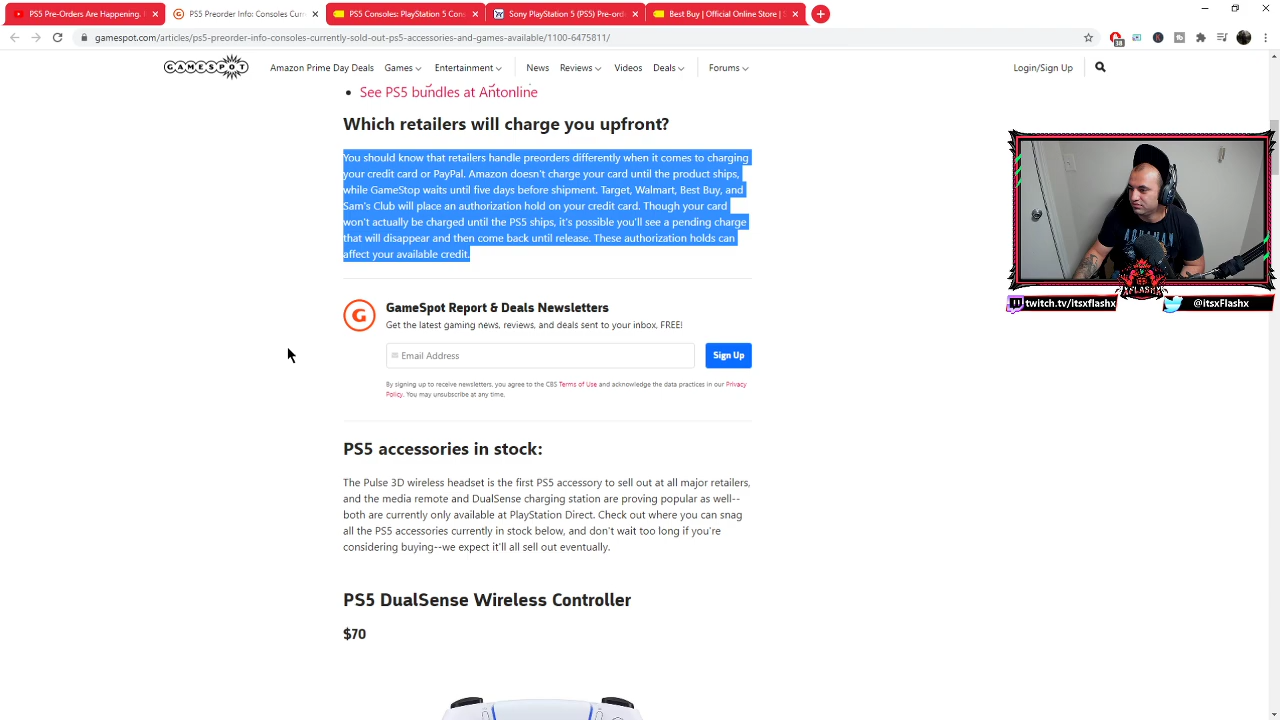 PS5 Pre-Orders Are Happening.
PS5 Preorder Info: Consoles Curr
PS5 Consoles: PlayStation 5 Con
Sony PlayStation 5 (PS5) Pre-ord
Best Buy | Official Online Store |
gamespot.com/articles/ps5-preorder-info-consoles-currently-sold-out-ps5-accessories-and-games-available/1100-6475811/
GAMESPOT
Amazon Prime Day Deals
Games
Entertainment
News
Reviews
Videos
Deals
Forums
Login/Sign Up
See PS5 bundles at Antonline
Which retailers will charge you upfront?
You should know that retailers handle preorders differently when it comes to charging
your credit card or PayPal. Amazon doesn't charge your card until the product ships,
while GameStop waits until five days before shipment. Target, Walmart, Best Buy, and
Sam's Club will place an authorization hold on your credit card. Though your card
won't actually be charged until the PS5 ships, it's possible you'll see a pending charge
that will disappear and then come back until release. These authorization holds can
affect your available credit.
GameSpot Report & Deals Newsletters
Get the latest gaming news, reviews, and deals sent to your inbox, FREE!
Email Address
Sign Up
By signing up to receive newsletters, you agree to the CBS Terms of Use and acknowledge the data practices in our Privacy
Policy. You may unsubscribe at any time.
PS5 accessories in stock:
The Pulse 3D wireless headset is the first PS5 accessory to sell out at all major retailers,
and the media remote and DualSense charging station are proving popular as well--
both are currently only available at PlayStation Direct. Check out where you can snag
all the PS5 accessories currently in stock below, and don't wait too long if you're
considering buying--we expect it'll all sell out eventually.
PS5 DualSense Wireless Controller
$70
XFLASHX
twitch.tv/itsxflashx
@itsxFlashx